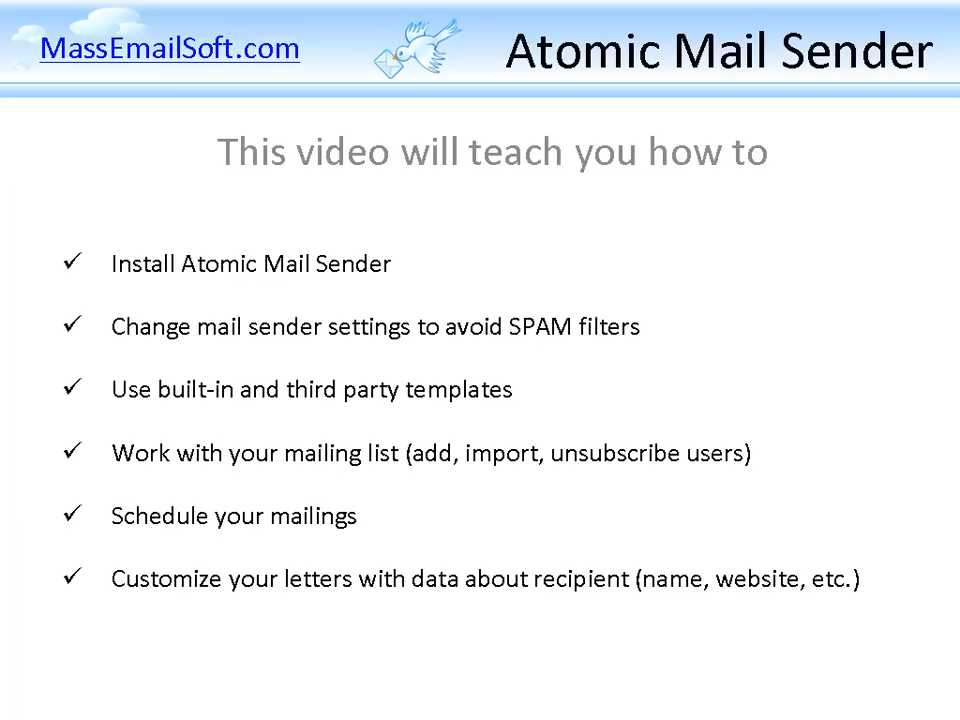 MassEmailSoft.com
Atomic Mail Sender
This video will teach you how to
✓ Install Atomic Mail Sender
✓ Change mail sender settings to avoid SPAM filters
✓ Use built-in and third party templates
✓ Work with your mailing list (add, import, unsubscribe users)
✓ Schedule your mailings
✓ Customize your letters with data about recipient (name, website, etc.)